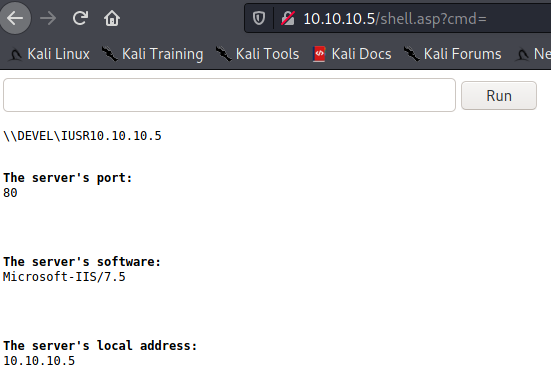 10.10.10.5/shell.asp?cmd=
Kali Linux Kali Training Kali Tools Kali Docs Kali Forums Ne
Run
\\DEVEL\IUSR10.10.10.5
The server's port:
80
The server's software:
Microsoft-IIS/7.5
The server's local address:
10.10.10.5